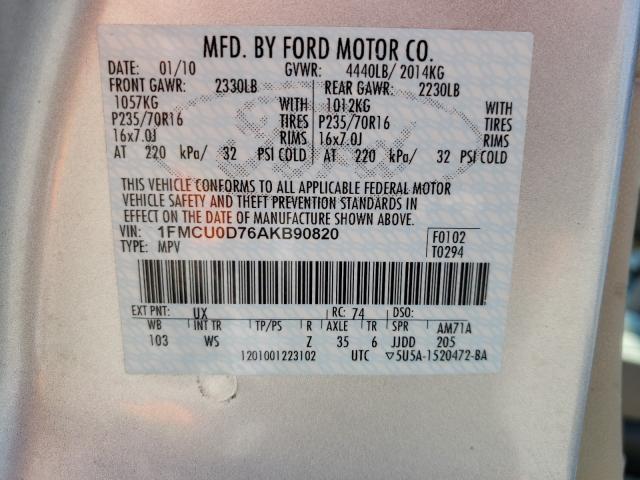 MFD. BY FORD MOTOR CO.
DATE: 01/10 GVWR: 4440LB/ 2014KG
FRONT GAWR: 2330LB REAR GAWR: 2230LB
1057KG WITH 1012KG WITH
P235/70R16 TIRES P235/70R16 TIRES
16x7.0J RIMS 16x7.0J RIMS
AT 220 kPa/ 32 PSI COLD AT 220 kPa/ 32 PSI COLD
THIS VEHICLE CONFORMS TO ALL APPLICABLE FEDERAL MOTOR
VEHICLE SAFETY AND THEFT PREVENTION STANDARDS IN
EFFECT ON THE DATE OF MANUFACTURE SHOWN ABOVE.
VIN: 1FMCU0D76AKB90820 F0102
TYPE: MPV T0294
EXT PNT: UX RC: 74 DSO:
WB INT TR TP/PS R AXLE TR SPR AM71A
103 WS Z 35 6 JJDD 205
1201001223102 UTC ▽5U5A-1520472-BA